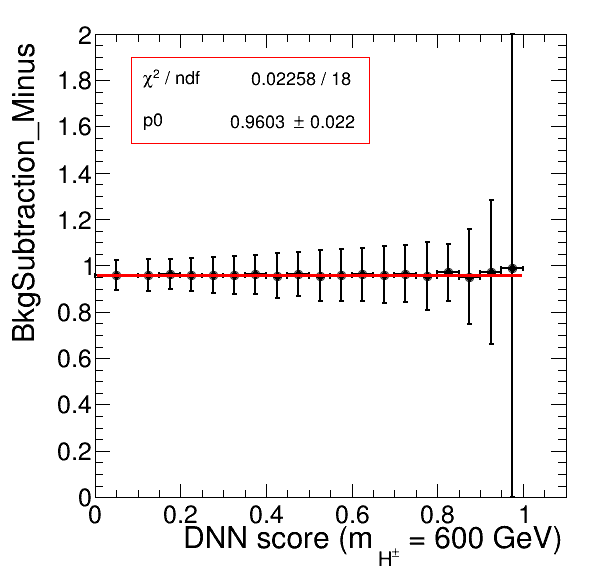 BkgSubtraction_Minus
2
1.8
1.6
1.4
1.2
1
0.8
0.6
0.4
0.2
0
χ² / ndf 0.02258 / 18
p0 0.9603 ± 0.022
0 0.2 0.4 0.6 0.8 1
DNN score (m_H± = 600 GeV)